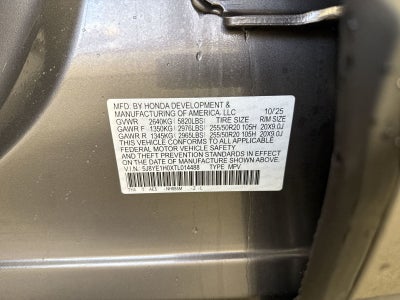 MFD. BY HONDA DEVELOPMENT &
MANUFACTURING OF AMERICA, LLC 10/25
GVWR 2640KG 5820LBS TIRE SIZE RIM SIZE
GAWR F 1350KG 2976LBS 255/50R20 105H 20X9.0J
GAWR R 1345KG 2965LBS 255/50R20 105H 20X9.0J
THIS VEHICLE CONFORMS TO ALL APPLICABLE
FEDERAL MOTOR VEHICLE SAFETY AND
THEFT PREVENTION STANDARDS IN EFFECT
ON THE DATE OF MANUFACTURE SHOWN ABOVE.
V.I.N. 5J8YE1H0XTL014488 TYPE: MPV